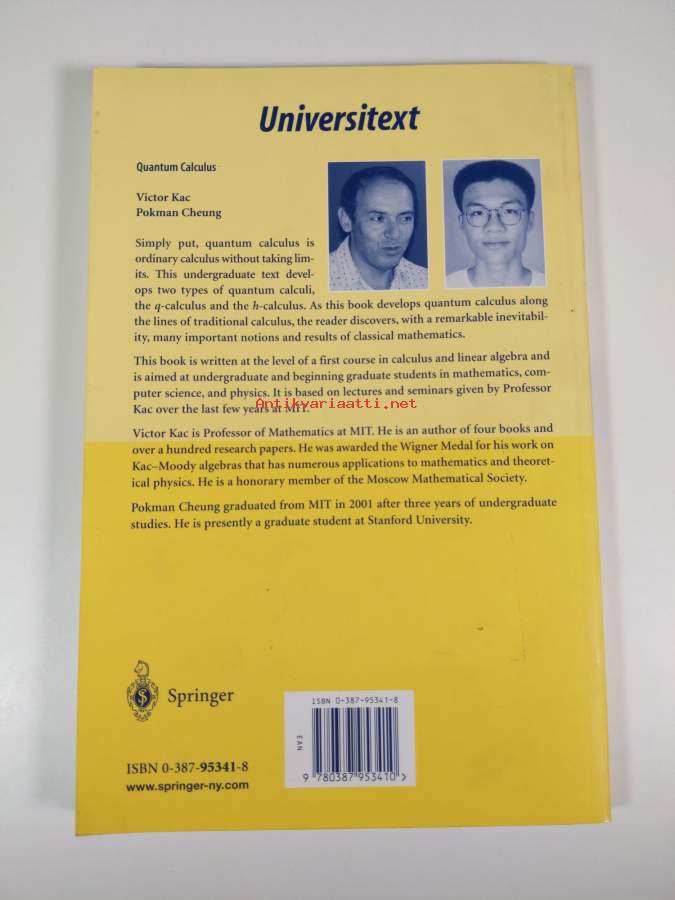 Universitext
Quantum Calculus
Victor Kac
Pokman Cheung
Simply put, quantum calculus is
ordinary calculus without taking lim-
its. This undergraduate text devel-
ops two types of quantum calculi,
the q-calculus and the h-calculus. As this book develops quantum calculus along
the lines of traditional calculus, the reader discovers, with a remarkable inevitabil-
ity, many important notions and results of classical mathematics.
This book is written at the level of a first course in calculus and linear algebra and
is aimed at undergraduate and beginning graduate students in mathematics, com-
puter science, and physics. It is based on lectures and seminars given by Professor
Kac over the last few years at MIT.
Antikvariaatti.net
Victor Kac is Professor of Mathematics at MIT. He is an author of four books and
over a hundred research papers. He was awarded the Wigner Medal for his work on
Kac–Moody algebras that has numerous applications to mathematics and theoret-
ical physics. He is a honorary member of the Moscow Mathematical Society.
Pokman Cheung graduated from MIT in 2001 after three years of undergraduate
studies. He is presently a graduate student at Stanford University.
Springer
ISBN 0-387-95341-8
www.springer-ny.com
ISBN 0-387-95341-8
EAN
9 780387 953410 >